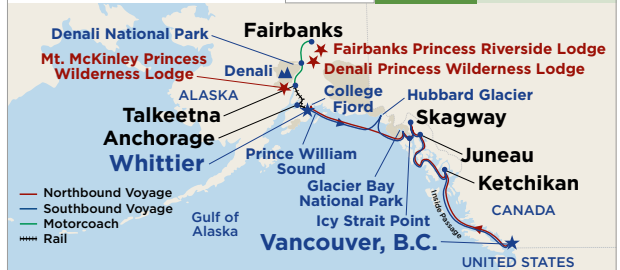 Fairbanks
Denali National Park
Fairbanks Princess Riverside Lodge
Mt. McKinley Princess
Wilderness Lodge
Denali
Denali Princess Wilderness Lodge
ALASKA
College
Fjord
Hubbard Glacier
Talkeetna
Skagway
Anchorage
Whittier
Prince William
Sound
Juneau
Glacier Bay
National Park
Ketchikan
Northbound Voyage
Southbound Voyage
Motorcoach
Rail
Gulf of
Alaska
Icy Strait Point
Inside Passage
CANADA
Vancouver, B.C.
UNITED STATES